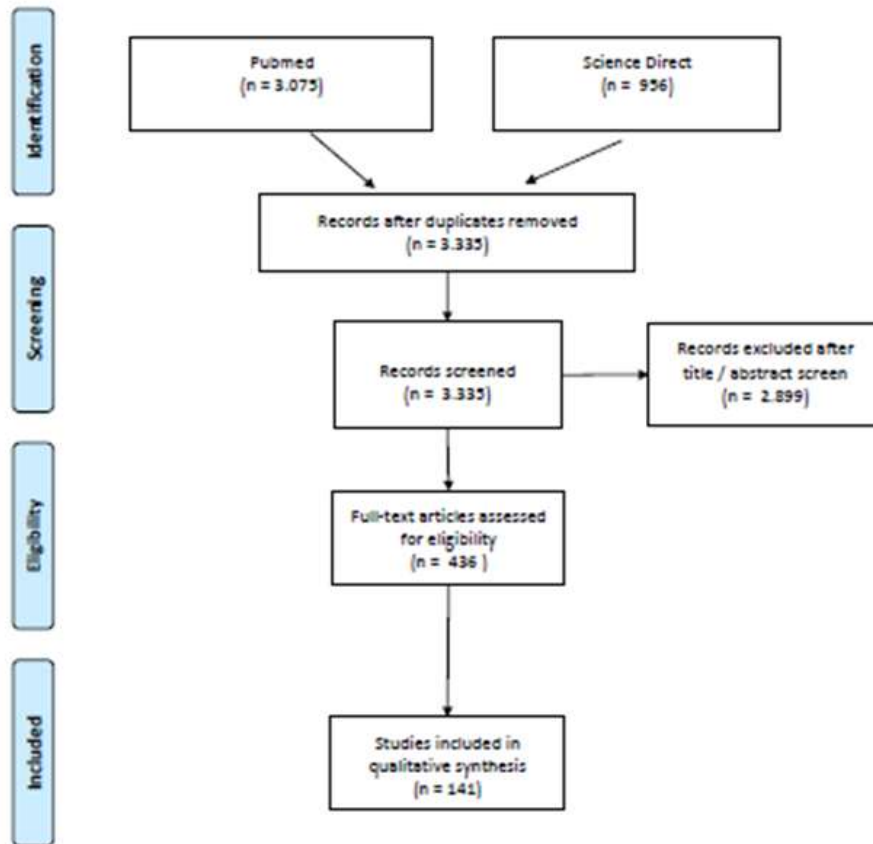 Identification
Pubmed
(n = 3.075)
Science Direct
(n = 956)
Records after duplicates removed
(n = 3.335)
Screening
Records screened
(n = 3.335)
Records excluded after
title / abstract screen
(n = 2.899)
Eligibility
Full-text articles assessed
for eligibility
(n = 436 )
Included
Studies included in
qualitative synthesis
(n = 141)